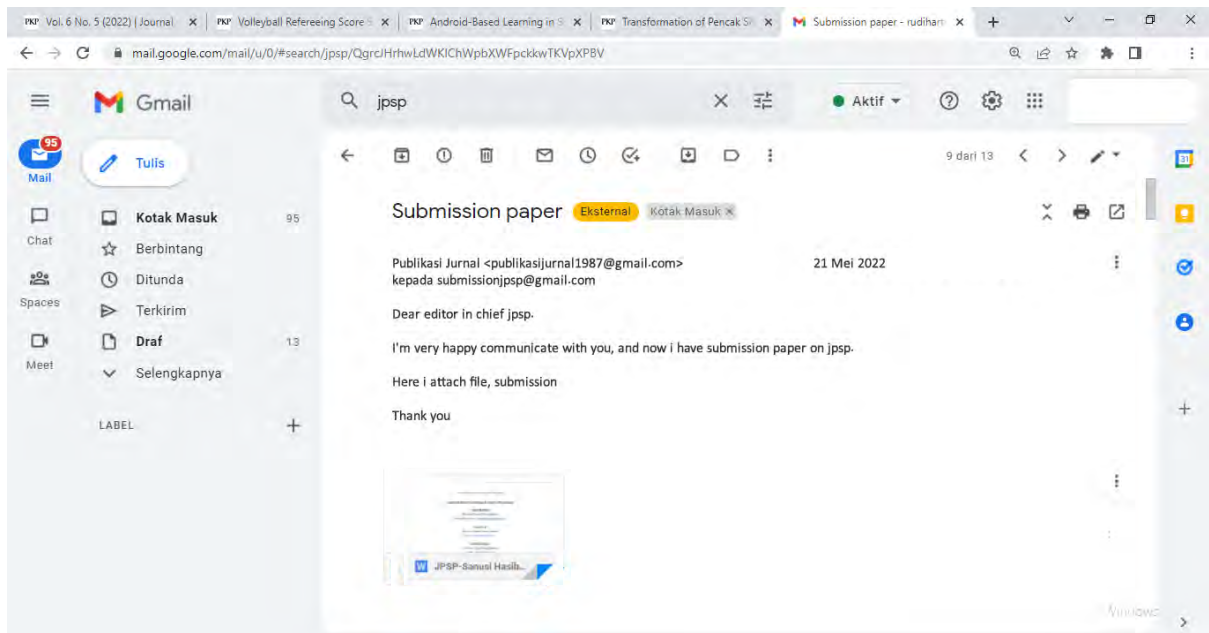 PKP Vol. 6 No. 5 (2022) | Journal
PKP Volleyball Refereeing Score S
PKP Android-Based Learning in S
PKP Transformation of Pencak Si
Submission paper - rudihart
mail.google.com/mail/u/0/#search/jpsp/QgrcJHrhwLdWKIChWpbXWFpckkwTKVpXPBV
Gmail
jpsp
Aktif
95
Mail
Tulis
9 dari 13
31
Kotak Masuk 95
Chat
Berbintang
Ditunda
Spaces
Terkirim
Draf 13
Meet
Selengkapnya
LABEL
Submission paper Eksternal Kotak Masuk
Publikasi Jurnal <publikasijurnal1987@gmail.com> 21 Mei 2022
kepada submissionjpsp@gmail.com
Dear editor in chief jpsp.
I'm very happy communicate with you, and now i have submission paper on jpsp.
Here i attach file, submission
Thank you
W JPSP-Sanusi Hasib...
Windows